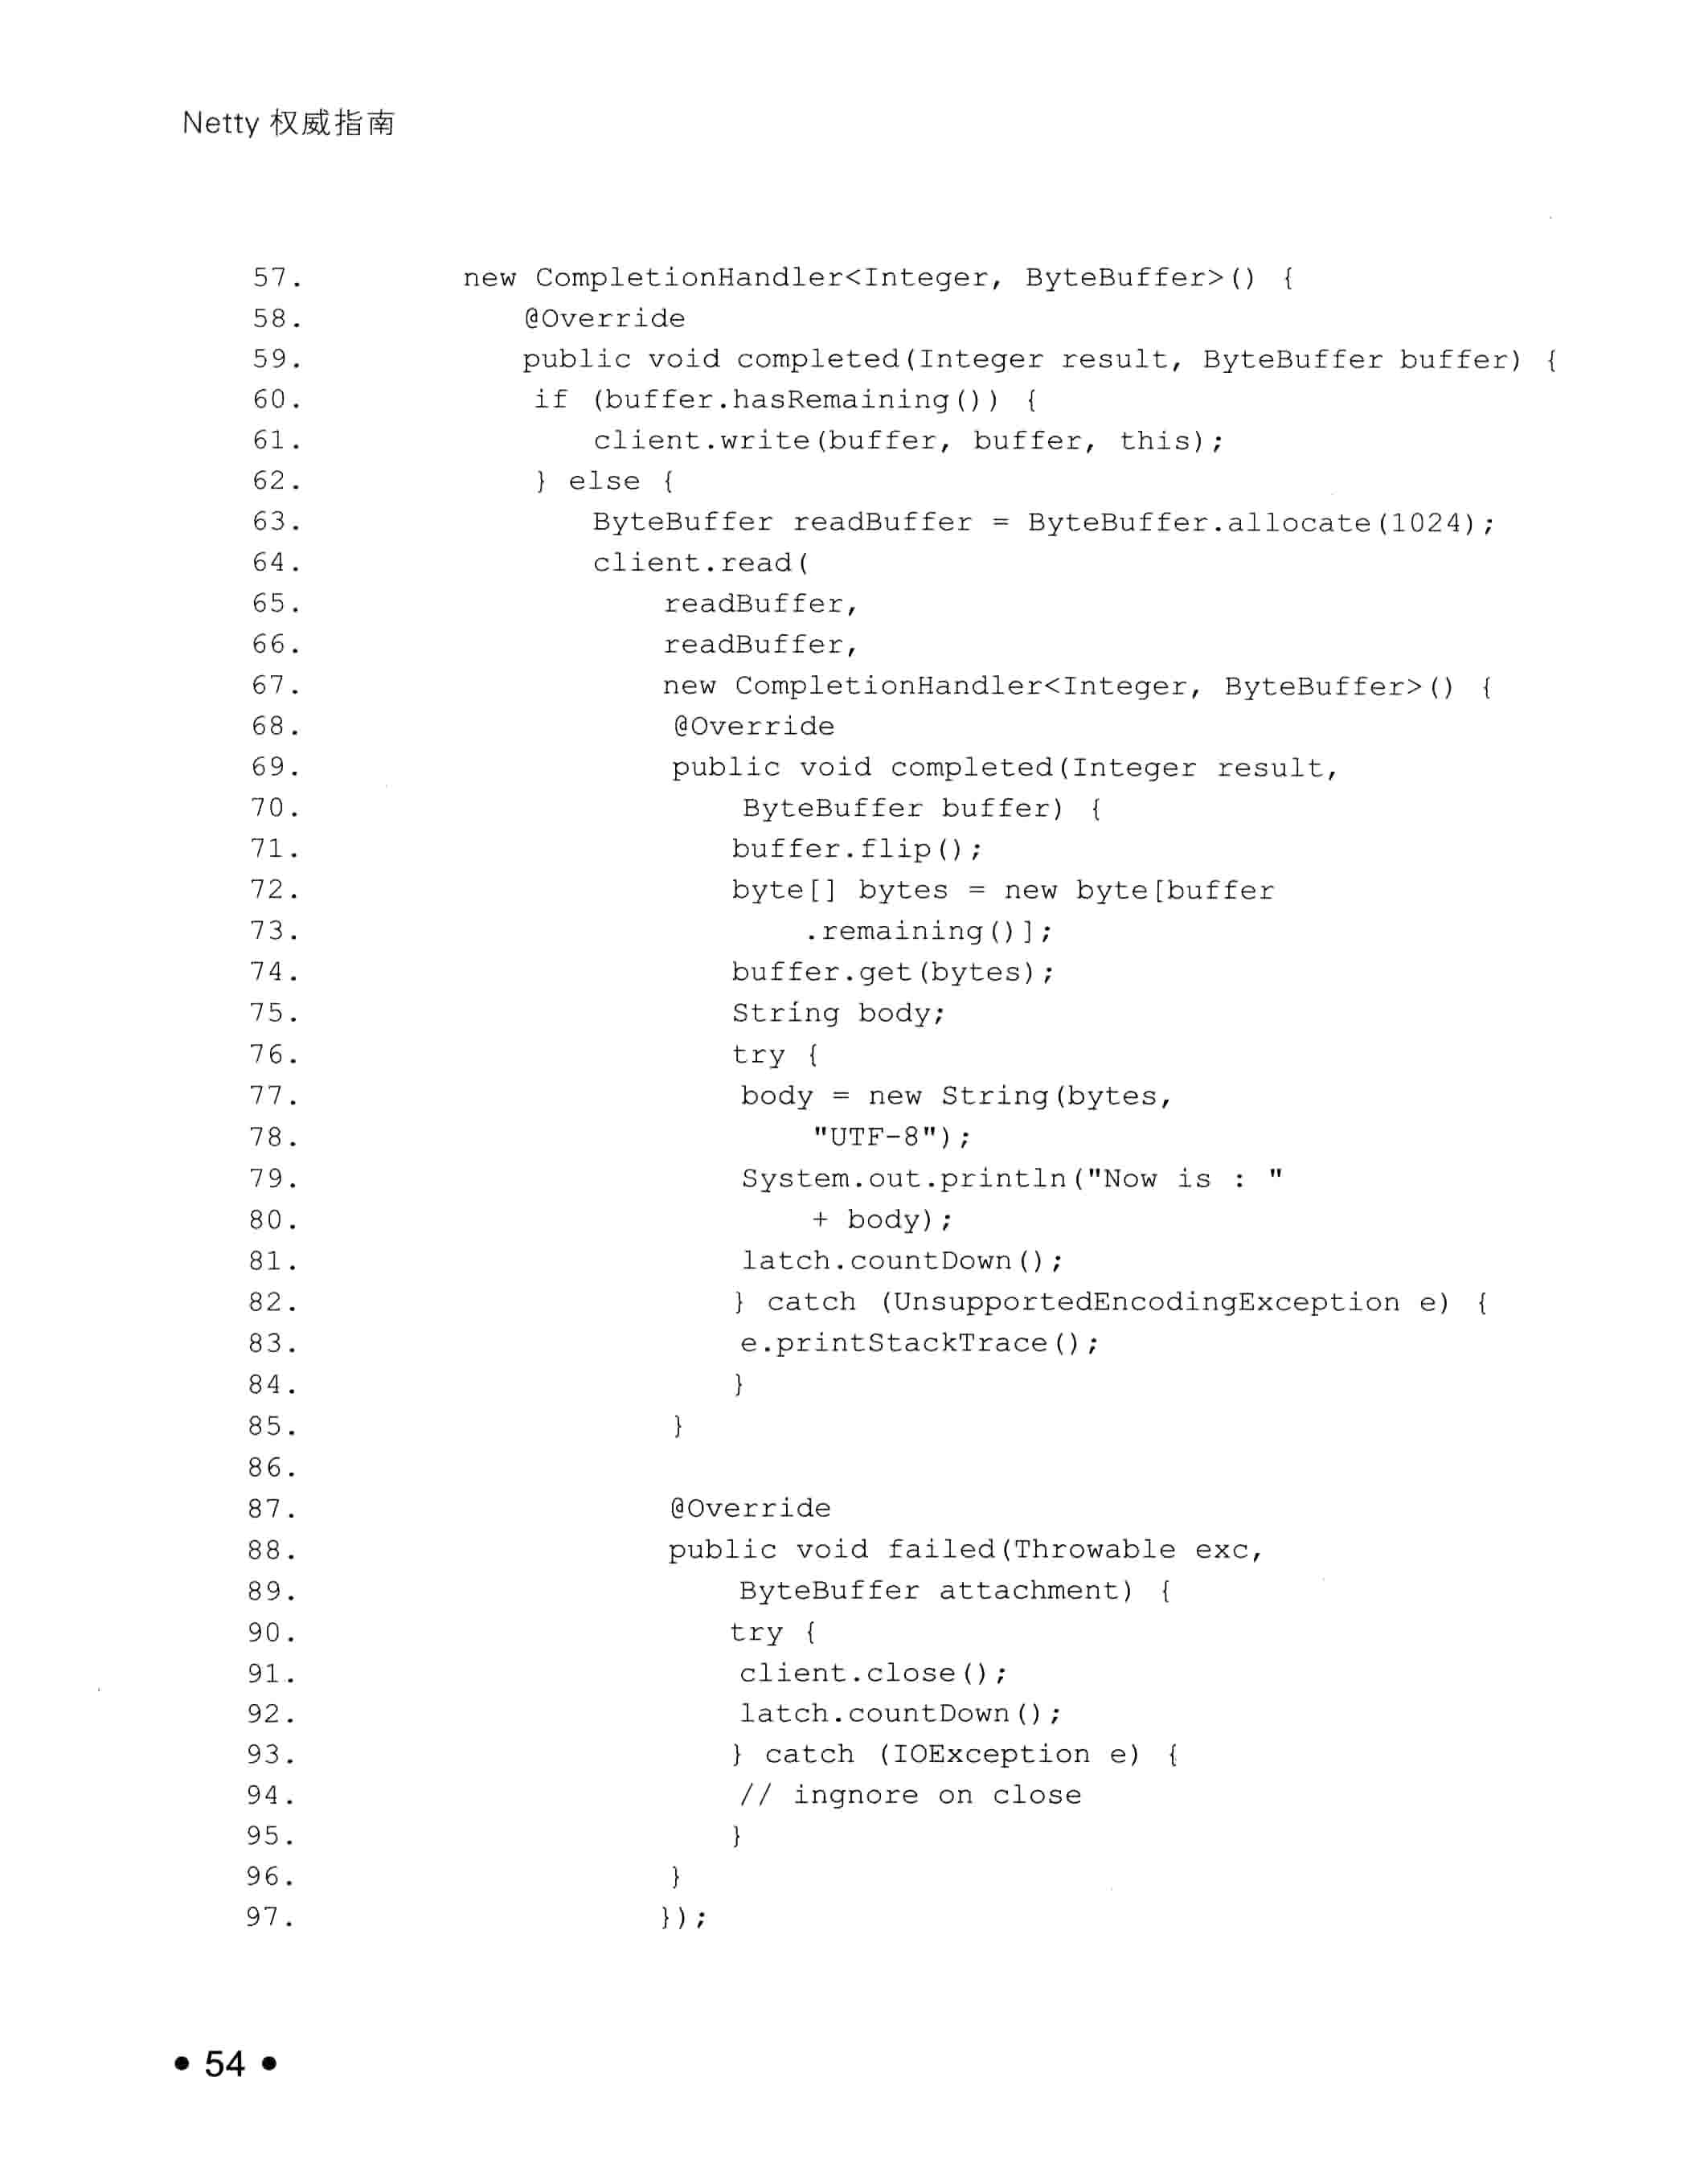 Netty 权威指南
57. new CompletionHandler<Integer, ByteBuffer>() {
58. @Override
59. public void completed(Integer result, ByteBuffer buffer) {
60. if (buffer.hasRemaining()) {
61. client.write(buffer, buffer, this);
62. } else {
63. ByteBuffer readBuffer = ByteBuffer.allocate(1024);
64. client.read(
65. readBuffer,
66. readBuffer,
67. new CompletionHandler<Integer, ByteBuffer>() {
68. @Override
69. public void completed(Integer result,
70. ByteBuffer buffer) {
71. buffer.flip();
72. byte[] bytes = new byte[buffer
73. .remaining()];
74. buffer.get(bytes);
75. String body;
76. try {
77. body = new String(bytes,
78. "UTF-8");
79. System.out.println("Now is : "
80. + body);
81. latch.countDown();
82. } catch (UnsupportedEncodingException e) {
83. e.printStackTrace();
84. }
85. }
86.
87. @Override
88. public void failed(Throwable exc,
89. ByteBuffer attachment) {
90. try {
91. client.close();
92. latch.countDown();
93. } catch (IOException e) {
94. // ingnore on close
95. }
96. }
97. });
• 54 •